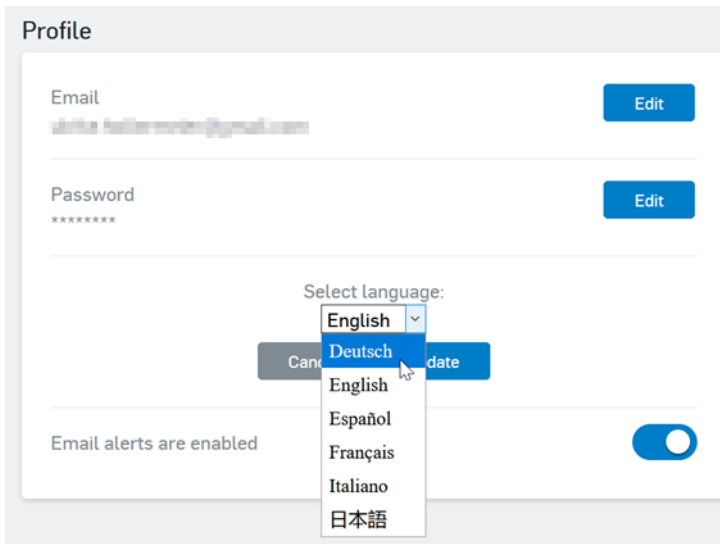 Profile
Email
Edit
Password
Edit
********
Select language:
English
Deutsch
English
Español
Français
Italiano
日本語
Email alerts are enabled